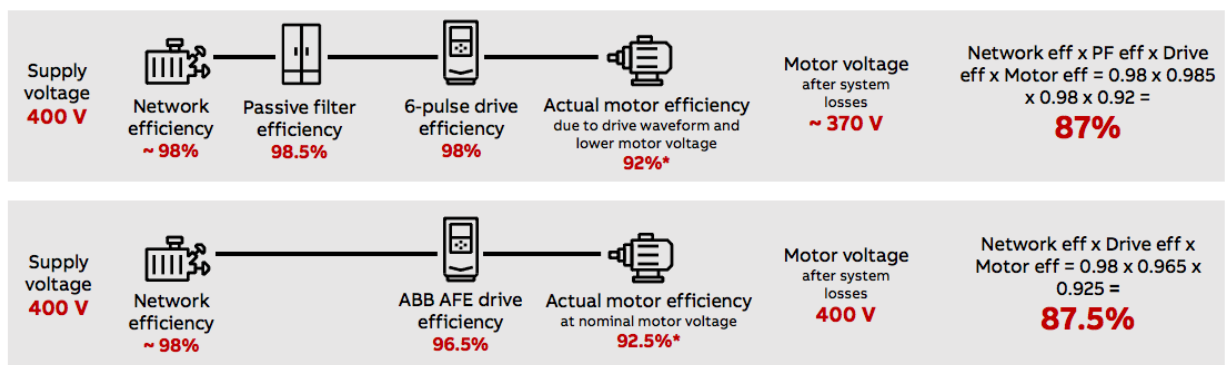 Supply
voltage
400 V
Network
efficiency
~ 98%
Passive filter
efficiency
98.5%
6-pulse drive
efficiency
98%
Actual motor efficiency
due to drive waveform and
lower motor voltage
92%*
Motor voltage
after system
losses
~ 370 V
Network eff x PF eff x Drive
eff x Motor eff = 0.98 x 0.985
x 0.98 x 0.92 =
87%
Supply
voltage
400 V
Network
efficiency
~ 98%
ABB AFE drive
efficiency
96.5%
Actual motor efficiency
at nominal motor voltage
92.5%*
Motor voltage
after system
losses
400 V
Network eff x Drive eff x
Motor eff = 0.98 x 0.965 x
0.925 =
87.5%